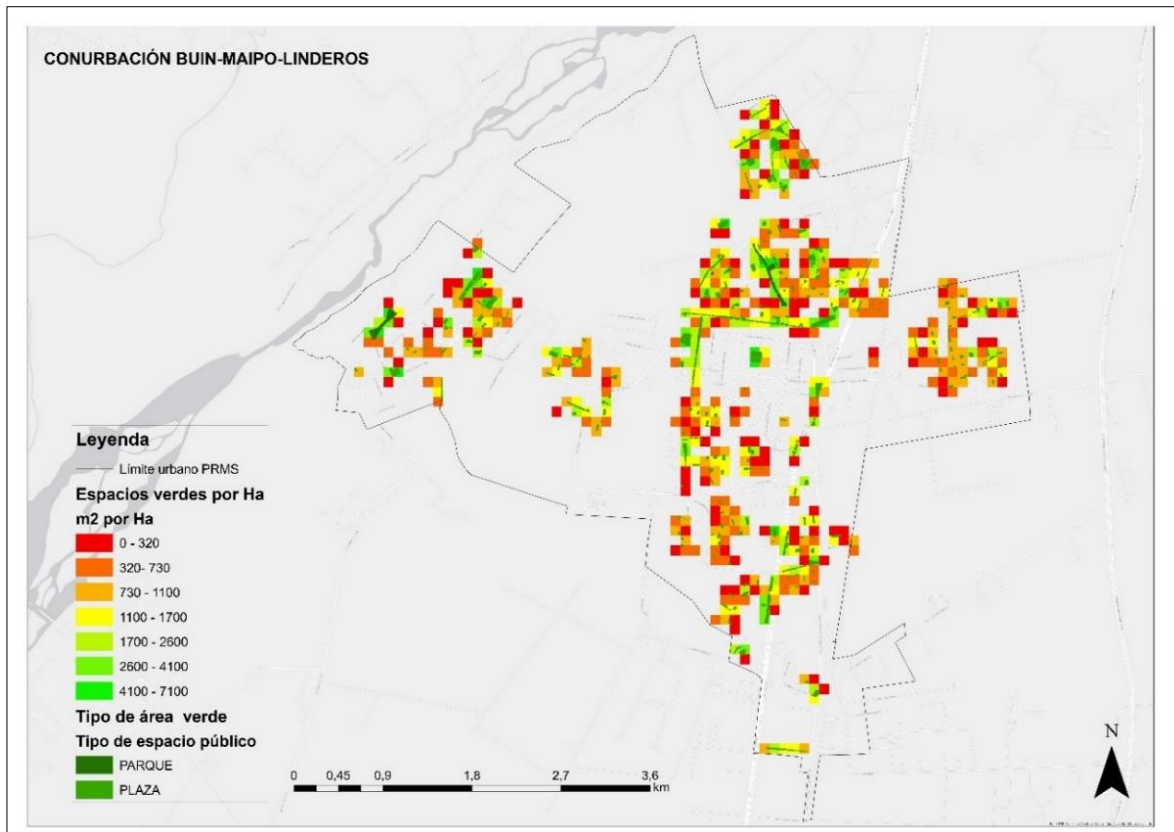 CONURBACIÓN BUIN-MAIPO-LINDEROS
Leyenda
Límite urbano PRMS
Espacios verdes por Ha
m2 por Ha
0 - 320
320- 730
730 - 1100
1100 - 1700
1700 - 2600
2600 - 4100
4100 - 7100
Tipo de área verde
Tipo de espacio público
PARQUE
PLAZA
0 0,45 0,9 1,8 2,7 3,6
km
N